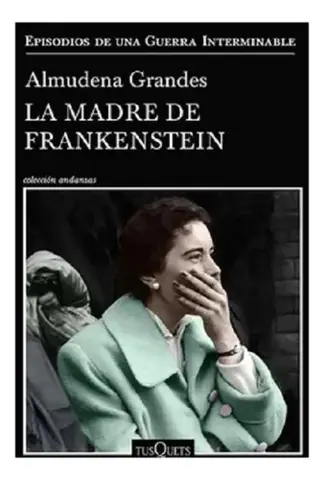 EPISODIOS DE UNA GUERRA INTERMINABLE
Almudena Grandes
LA MADRE DE
FRANKENSTEIN
colección andanzas
TUSQUETS